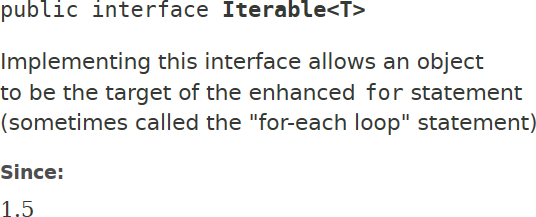 public interface Iterable<T>
Implementing this interface allows an object
to be the target of the enhanced for statement
(sometimes called the "for-each loop" statement)
Since:
1.5